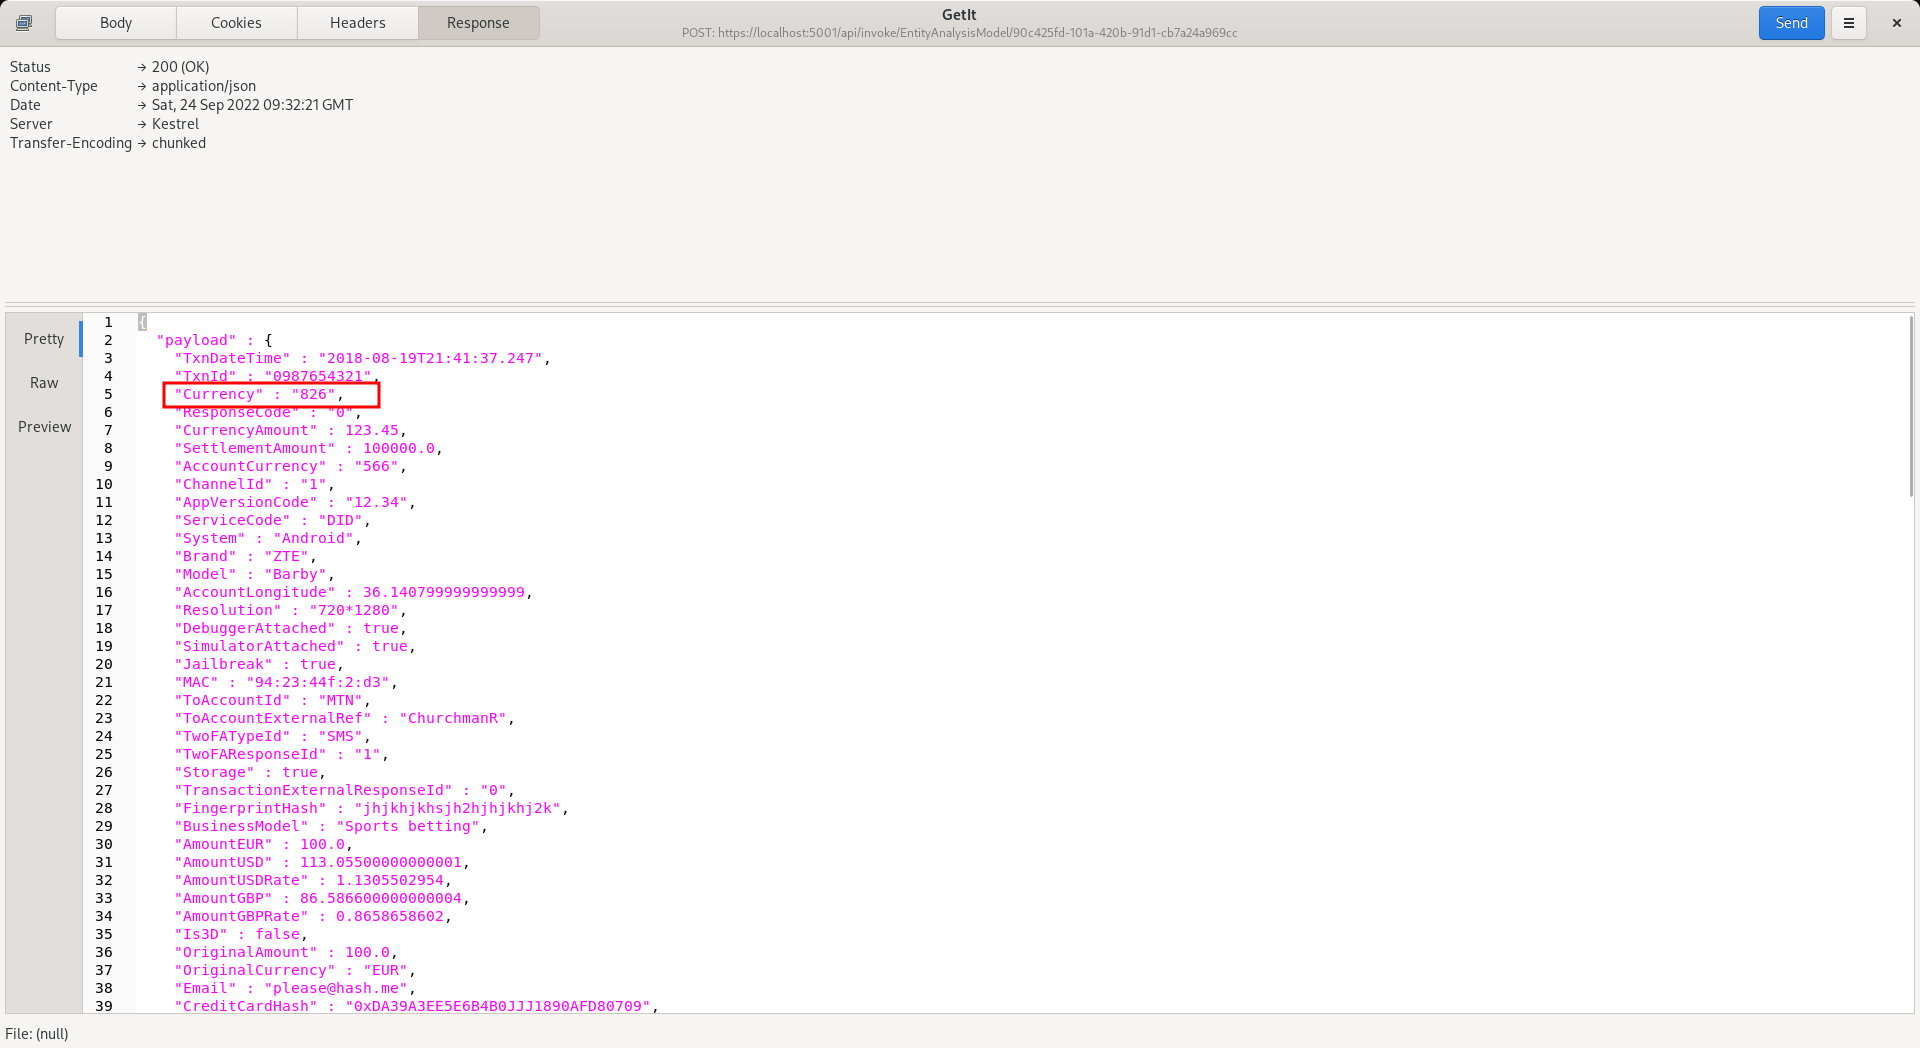 Body Cookies Headers Response GetIt Send
POST: https://localhost:5001/api/invoke/EntityAnalysisModel/90c425fd-101a-420b-91d1-cb7a24a969cc
Status → 200 (OK)
Content-Type → application/json
Date → Sat, 24 Sep 2022 09:32:21 GMT
Server → Kestrel
Transfer-Encoding → chunked
Pretty
Raw
Preview
1 {
2 "payload" : {
3 "TxnDateTime" : "2018-08-19T21:41:37.247",
4 "TxnId" : "0987654321",
5 "Currency" : "826",
6 "ResponseCode" : "0",
7 "CurrencyAmount" : 123.45,
8 "SettlementAmount" : 100000.0,
9 "AccountCurrency" : "566",
10 "ChannelId" : "1",
11 "AppVersionCode" : "12.34",
12 "ServiceCode" : "DID",
13 "System" : "Android",
14 "Brand" : "ZTE",
15 "Model" : "Barby",
16 "AccountLongitude" : 36.140799999999999,
17 "Resolution" : "720*1280",
18 "DebuggerAttached" : true,
19 "SimulatorAttached" : true,
20 "Jailbreak" : true,
21 "MAC" : "94:23:44f:2:d3",
22 "ToAccountId" : "MTN",
23 "ToAccountExternalRef" : "ChurchmanR",
24 "TwoFATypeId" : "SMS",
25 "TwoFAResponseId" : "1",
26 "Storage" : true,
27 "TransactionExternalResponseId" : "0",
28 "FingerprintHash" : "jhjkhjkhsjh2hjhjkhj2k",
29 "BusinessModel" : "Sports betting",
30 "AmountEUR" : 100.0,
31 "AmountUSD" : 113.05500000000001,
32 "AmountUSDRate" : 1.1305502954,
33 "AmountGBP" : 86.586600000000004,
34 "AmountGBPRate" : 0.8658658602,
35 "Is3D" : false,
36 "OriginalAmount" : 100.0,
37 "OriginalCurrency" : "EUR",
38 "Email" : "please@hash.me",
39 "CreditCardHash" : "0xDA39A3EE5E6B4B0JJJ1890AFD80709",
File: (null)